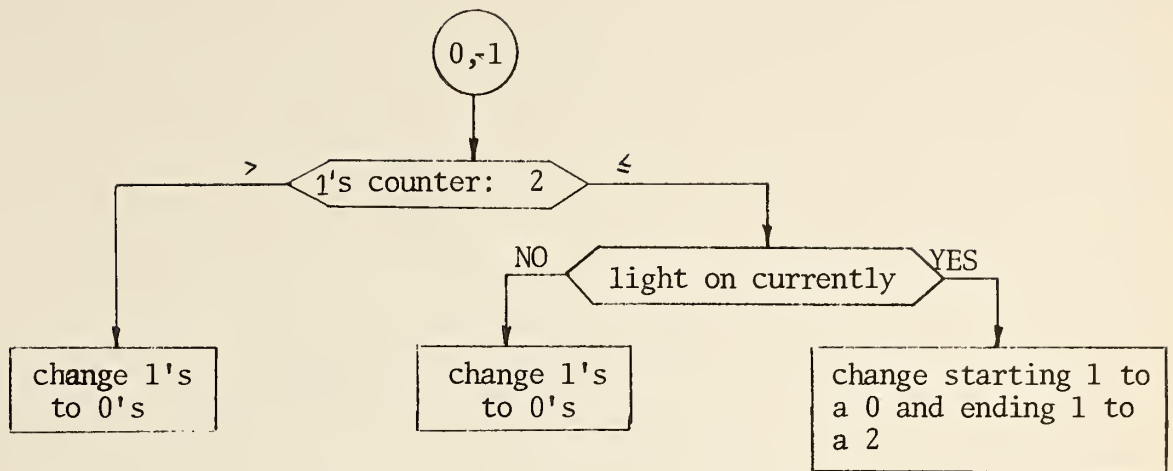 0,-1
>
1's counter: 2
≤
NO
light on currently
YES
change 1's
to 0's
change 1's
to 0's
change starting 1 to
a 0 and ending 1 to
a 2